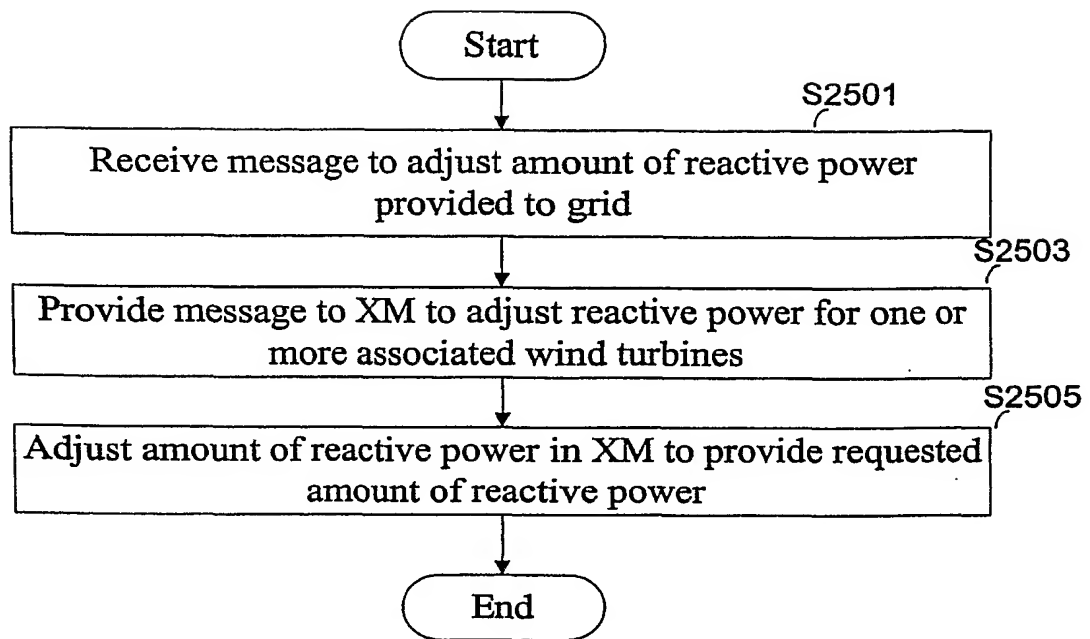 Start
S2501
Receive message to adjust amount of reactive power
provided to grid
S2503
Provide message to XM to adjust reactive power for one or
more associated wind turbines
S2505
Adjust amount of reactive power in XM to provide requested
amount of reactive power
End